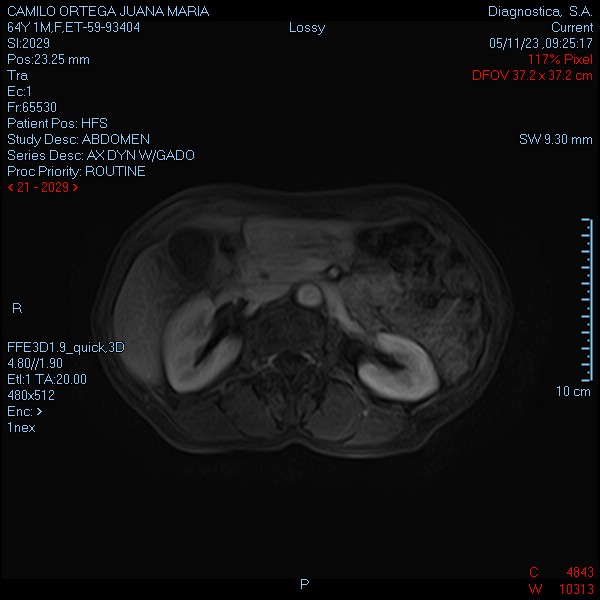 CAMILO ORTEGA JUANA MARIA
64Y 1M,F,ET-59-93404
Sl:2029
Pos:23.25 mm
Tra
Ec:1
Fr:65530
Patient Pos: HFS
Study Desc: ABDOMEN
Series Desc: AX DYN W/GADO
Proc Priority: ROUTINE
< 21 - 2029 >
Lossy
Diagnostica, S.A.
Current
05/11/23 ,09:25:17
117% Pixel
DFOV 37.2 x 37.2 cm
SW 9.30 mm
R
10 cm
FFE3D1.9_quick,3D
4.80//1.90
Etl:1 TA:20.00
480x512
Enc: >
1nex
P
C 4843
W 10313